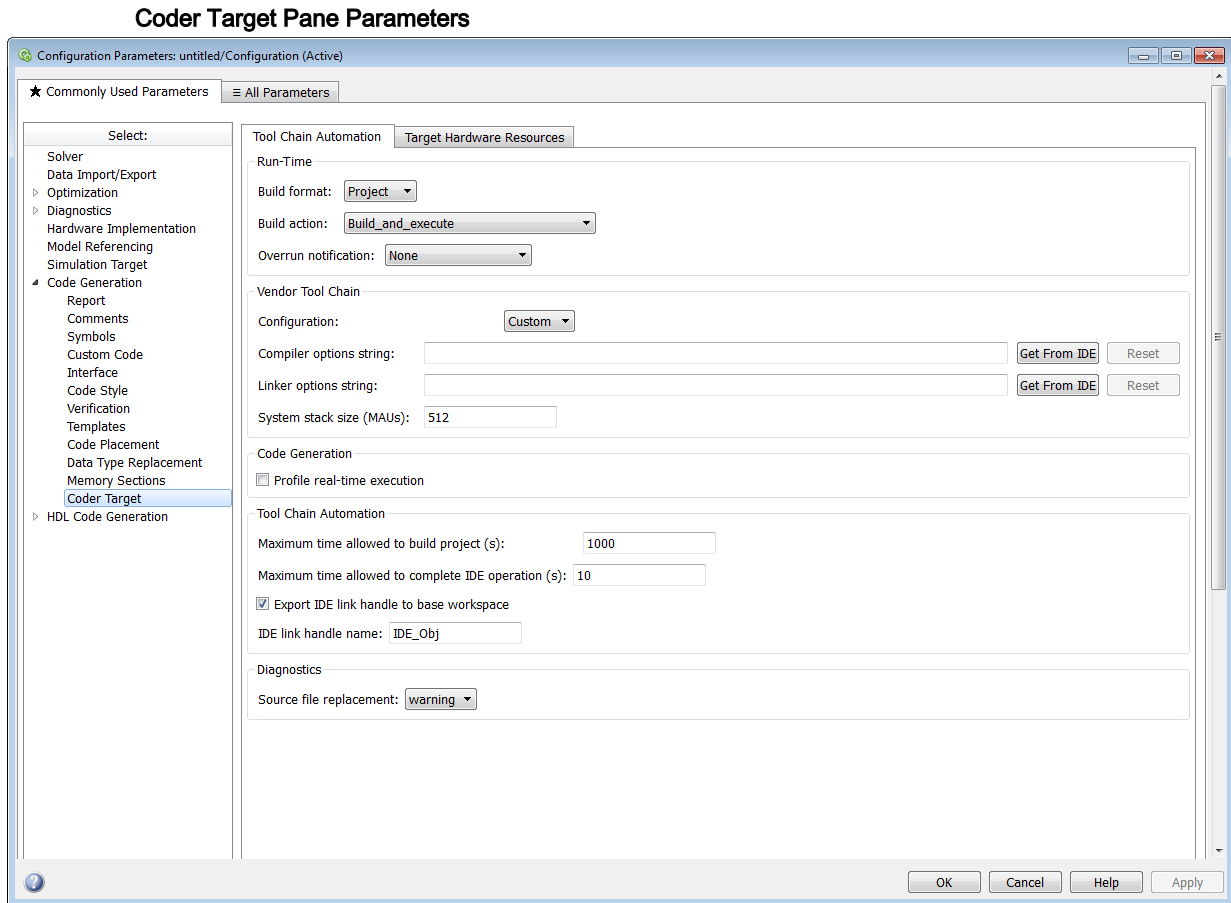 Coder Target Pane Parameters
Configuration Parameters: untitled/Configuration (Active)
★ Commonly Used Parameters
≡ All Parameters
Select:
Solver
Data Import/Export
Optimization
Diagnostics
Hardware Implementation
Model Referencing
Simulation Target
Code Generation
Report
Comments
Symbols
Custom Code
Interface
Code Style
Verification
Templates
Code Placement
Data Type Replacement
Memory Sections
Coder Target
HDL Code Generation
Tool Chain Automation
Target Hardware Resources
Run-Time
Build format: Project
Build action: Build_and_execute
Overrun notification: None
Vendor Tool Chain
Configuration: Custom
Compiler options string: Get From IDE Reset
Linker options string: Get From IDE Reset
System stack size (MAUs): 512
Code Generation
Profile real-time execution
Tool Chain Automation
Maximum time allowed to build project (s): 1000
Maximum time allowed to complete IDE operation (s): 10
Export IDE link handle to base workspace
IDE link handle name: IDE_Obj
Diagnostics
Source file replacement: warning
? OK Cancel Help Apply